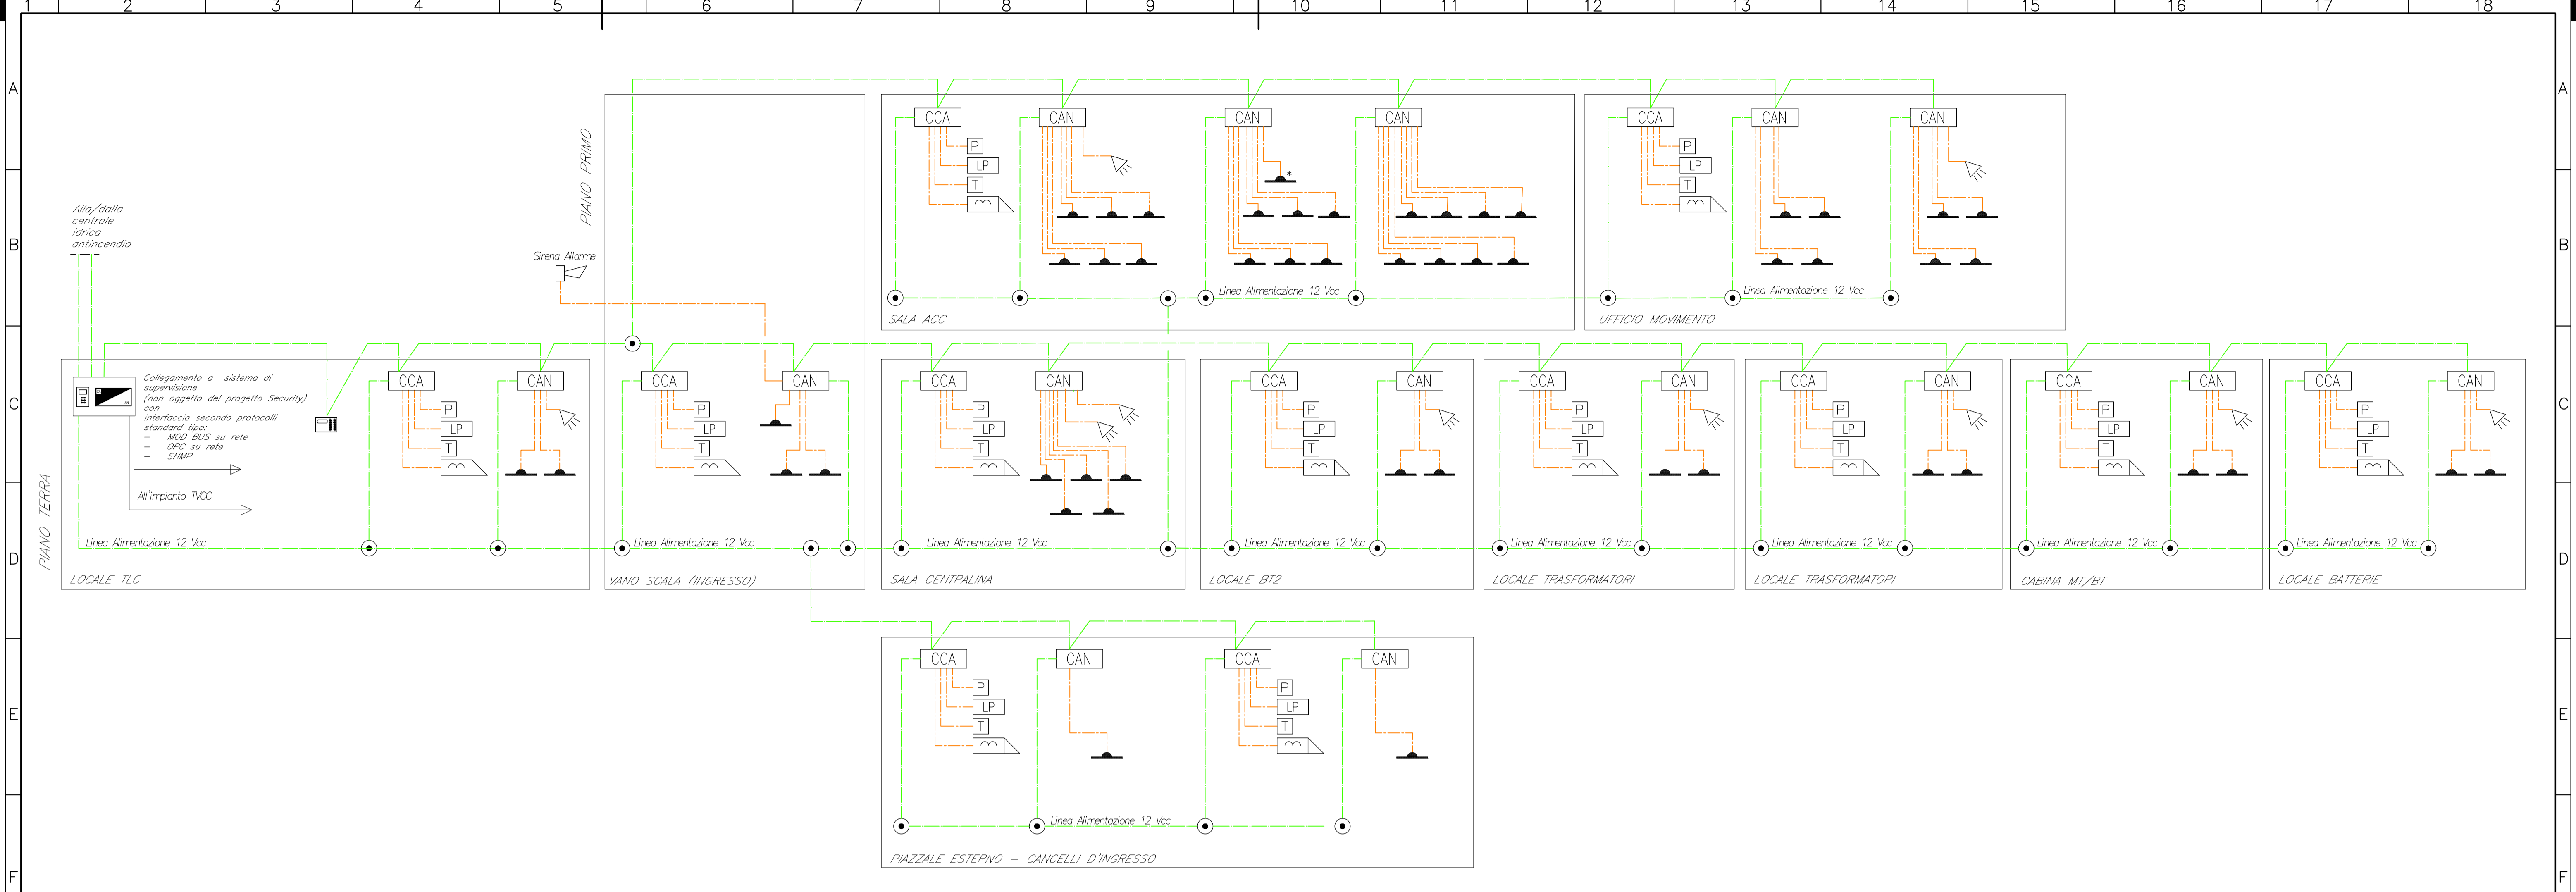 1 2 3 4 5 6 7 8 9 10 11 12 13 14 15 16 17 18
A A
B B
C C
D D
E E
F F
PIANO PRIMO
CCA
P
LP
T
CAN
CAN
*
CAN
Linea Alimentazione 12 Vcc
SALA ACC
CCA
P
LP
T
CAN
CAN
Linea Alimentazione 12 Vcc
UFFICIO MOVIMENTO
Alla/dalla
centrale
idrica
antincendio
Sirena Allarme
PIANO TERRA
Collegamento a sistema di
supervisione
(non oggetto del progetto Security)
con
interfaccia secondo protocolli
standard tipo:
- MOD BUS su rete
- OPC su rete
- SNMP
All'impianto TVCC
CCA
P
LP
T
CAN
Linea Alimentazione 12 Vcc
LOCALE TLC
CCA
P
LP
T
CAN
Linea Alimentazione 12 Vcc
VANO SCALA (INGRESSO)
CCA
P
LP
T
CAN
Linea Alimentazione 12 Vcc
SALA CENTRALINA
CCA
P
LP
T
CAN
Linea Alimentazione 12 Vcc
LOCALE BT2
CCA
P
LP
T
CAN
Linea Alimentazione 12 Vcc
LOCALE TRASFORMATORI
CCA
P
LP
T
CAN
Linea Alimentazione 12 Vcc
LOCALE TRASFORMATORI
CCA
P
LP
T
CAN
Linea Alimentazione 12 Vcc
CABINA MT/BT
CCA
P
LP
T
CAN
Linea Alimentazione 12 Vcc
LOCALE BATTERIE
CCA
P
LP
T
CAN
CCA
P
LP
T
CAN
Linea Alimentazione 12 Vcc
PIAZZALE ESTERNO - CANCELLI D'INGRESSO